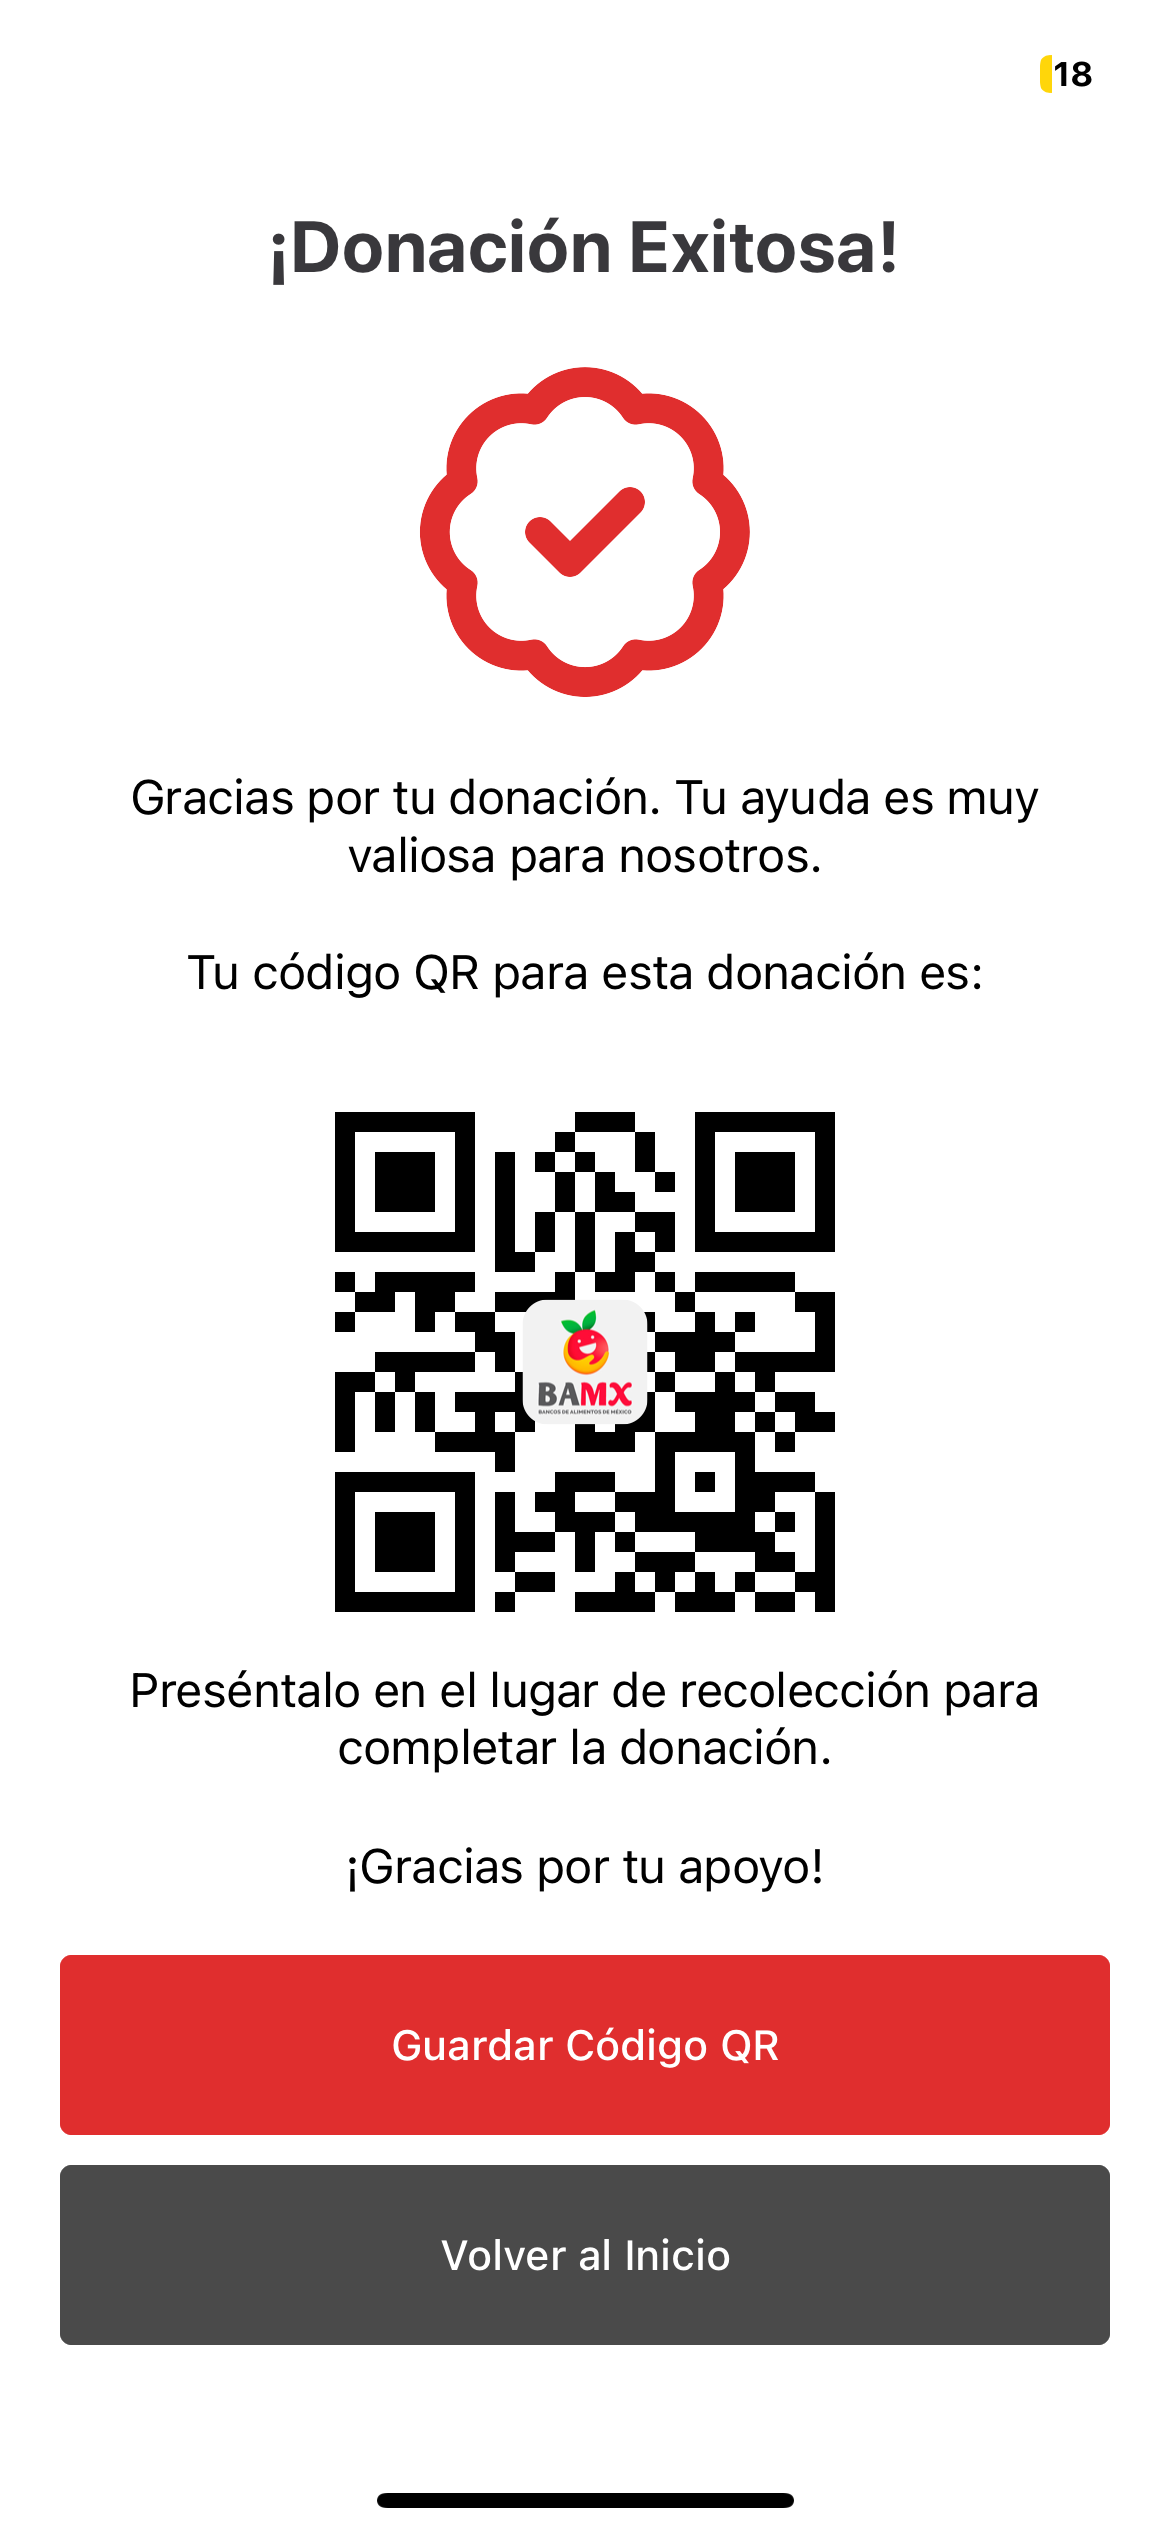 18
¡Donación Exitosa!
Gracias por tu donación. Tu ayuda es muy
valiosa para nosotros.
Tu código QR para esta donación es:
BAMX
BANCOS DE ALIMENTOS DE MÉXICO
Preséntalo en el lugar de recolección para
completar la donación.
¡Gracias por tu apoyo!
Guardar Código QR
Volver al Inicio